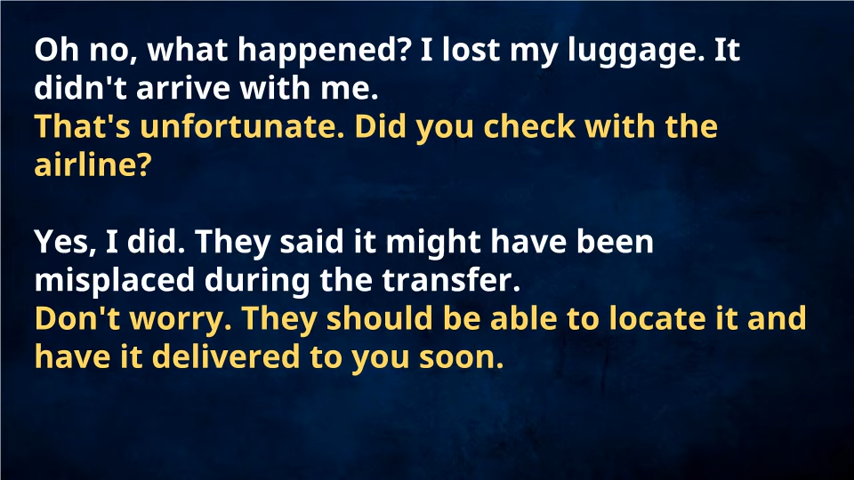 Oh no, what happened? I lost my luggage. It
didn't arrive with me.
That's unfortunate. Did you check with the
airline?
Yes, I did. They said it might have been
misplaced during the transfer.
Don't worry. They should be able to locate it and
have it delivered to you soon.